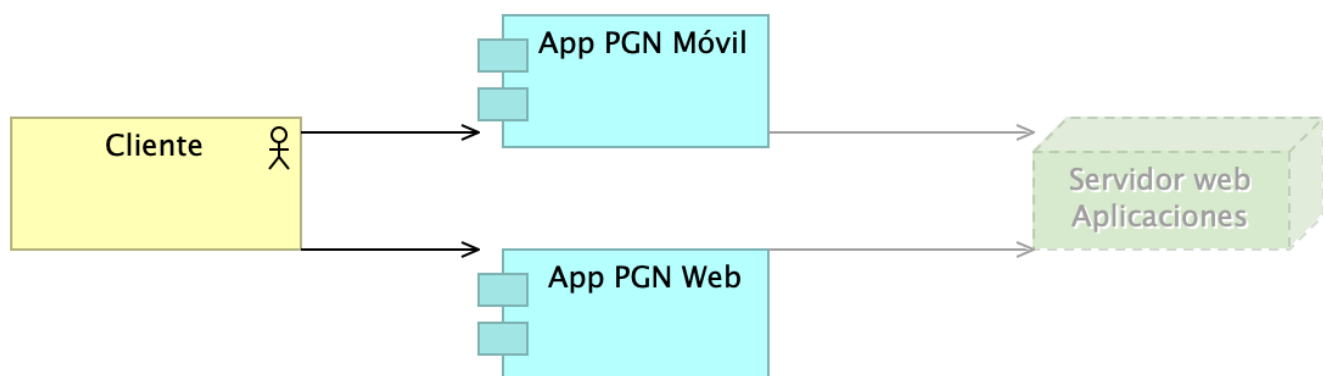 App PGN Móvil
Cliente
Servidor web
Aplicaciones
App PGN Web